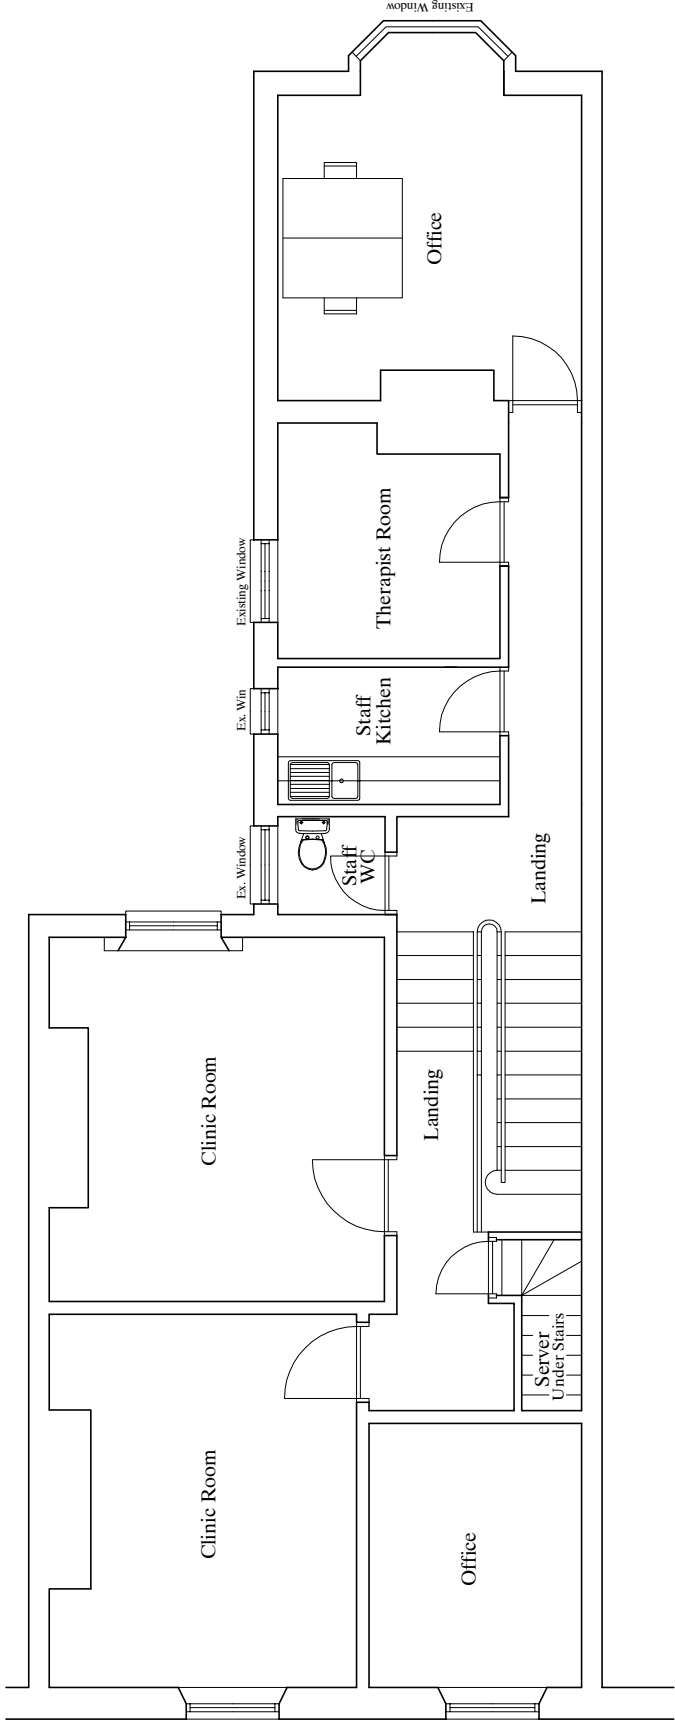 Existing Window
Office
Therapist Room
Existing Window
Ex. Win
Staff
Kitchen
Ex. Window
Staff
WC
Landing
Clinic Room
Landing
Server
Under Stairs
Clinic Room
Office